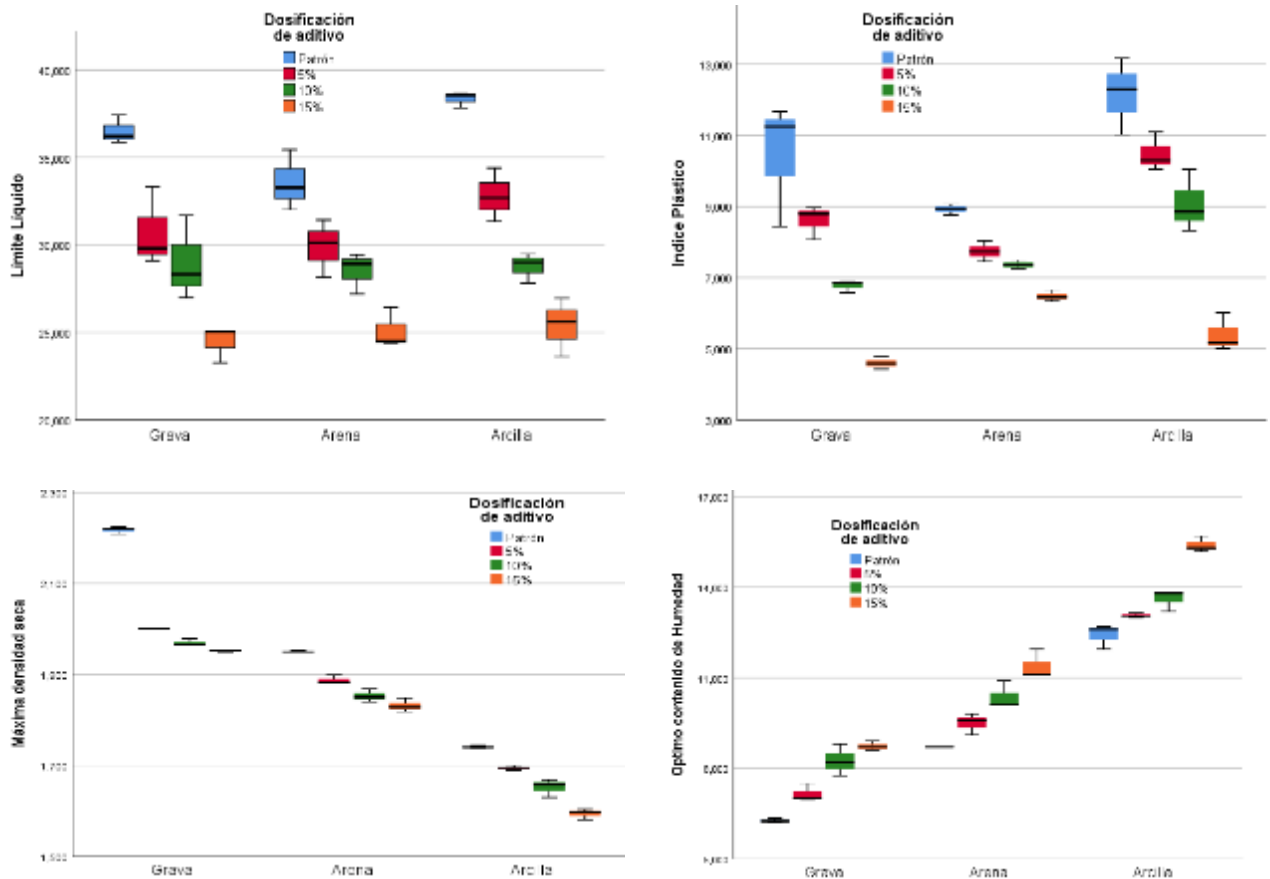 Dosificación
de aditivo
Patrón
5%
10%
15%
Límite Líquido
40,000
35,000
30,000
25,000
20,000
Grava
Arena
Arcilla
Dosificación
de aditivo
Patrón
5%
10%
15%
Indice Plástico
13,000
11,000
9,000
7,000
5,000
3,000
Grava
Arena
Arcilla
Dosificación
de aditivo
Patrón
5%
10%
15%
Máxima densidad seca
2,300
2,100
1,900
1,700
1,500
Grava
Arena
Arcilla
Dosificación
de aditivo
Patrón
5%
10%
15%
Optimo contenido de Humedad
17,000
14,000
11,000
8,000
5,000
Grava
Arena
Arcilla